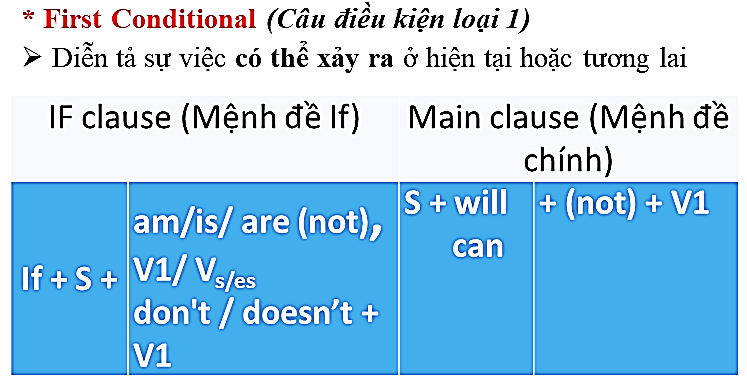 * First Conditional (Câu điều kiện loại 1)
➢ Diễn tả sự việc có thể xảy ra ở hiện tại hoặc tương lai
IF clause (Mệnh đề If)
Main clause (Mệnh đề
chính)
If + S +
am/is/ are (not),
V1/ Vs/es
don't / doesn’t +
V1
S + will
can
+ (not) + V1